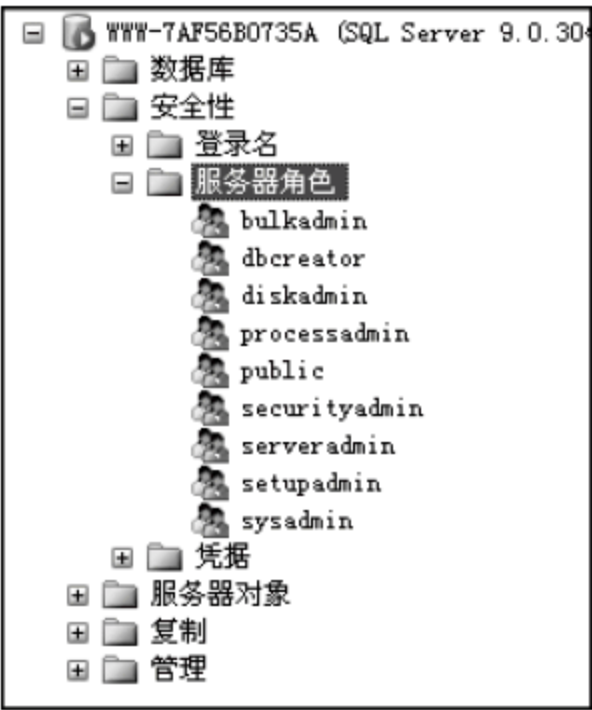 WWW-7AF56B0735A (SQL Server 9.0.30
数据库
安全性
登录名
服务器角色
bulkadmin
dbcreator
diskadmin
processadmin
public
securityadmin
serveradmin
setupadmin
sysadmin
凭据
服务器对象
复制
管理